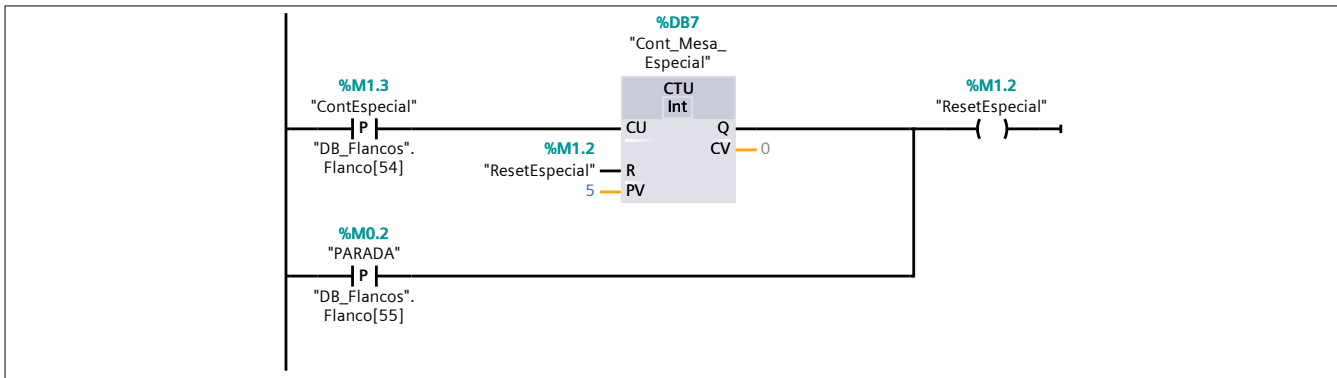 %DB7
"Cont_Mesa_
Especial"
%M1.3
"ContEspecial"
P
"DB_Flancos".
Flanco[54]
CTU
Int
CU
Q
CV
0
%M1.2
"ResetEspecial"
R
5
PV
%M1.2
"ResetEspecial"
%M0.2
"PARADA"
P
"DB_Flancos".
Flanco[55]